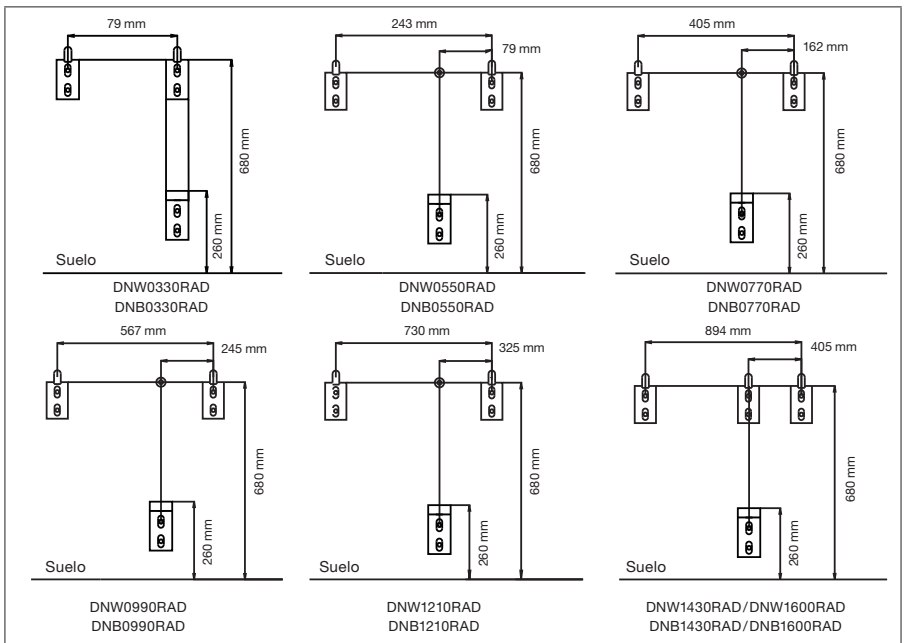 79 mm
680 mm
260 mm
Suelo
DNW0330RAD
DNB0330RAD
243 mm
79 mm
680 mm
260 mm
Suelo
DNW0550RAD
DNB0550RAD
405 mm
162 mm
680 mm
260 mm
Suelo
DNW0770RAD
DNB0770RAD
567 mm
245 mm
680 mm
260 mm
Suelo
DNW0990RAD
DNB0990RAD
730 mm
325 mm
680 mm
260 mm
Suelo
DNW1210RAD
DNB1210RAD
894 mm
405 mm
680 mm
260 mm
Suelo
DNW1430RAD/DNW1600RAD
DNB1430RAD/DNB1600RAD